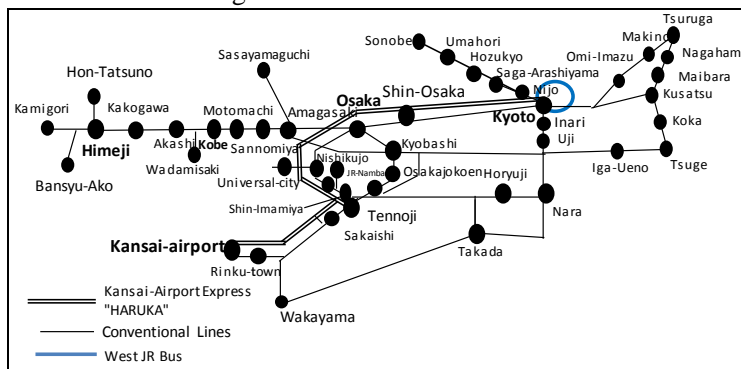 Tsuruga
Sonobe
Umahori
Makino
Nagaham
Sasayamaguchi
Hozukyo
Omi-Imazu
Maibara
Hon-Tatsuno
Saga-Arashiyama
Nijo
Kusatsu
Osaka
Shin-Osaka
Kamigori
Kakogawa
Motomachi
Amagasaki
Kyoto
Inari
Koka
Akashi
Kobe
Sannomiya
Kyobashi
Uji
Himeji
Wadamisaki
Nishikujo
JR-Namba
Osakajokoen
Horyuji
Iga-Ueno
Tsuge
Bansyu-Ako
Universal-city
Shin-Imamiya
Tennoji
Nara
Kansai-airport
Sakaishi
Takada
Rinku-town
Kansai-Airport Express
"HARUKA"
Wakayama
Conventional Lines
West JR Bus